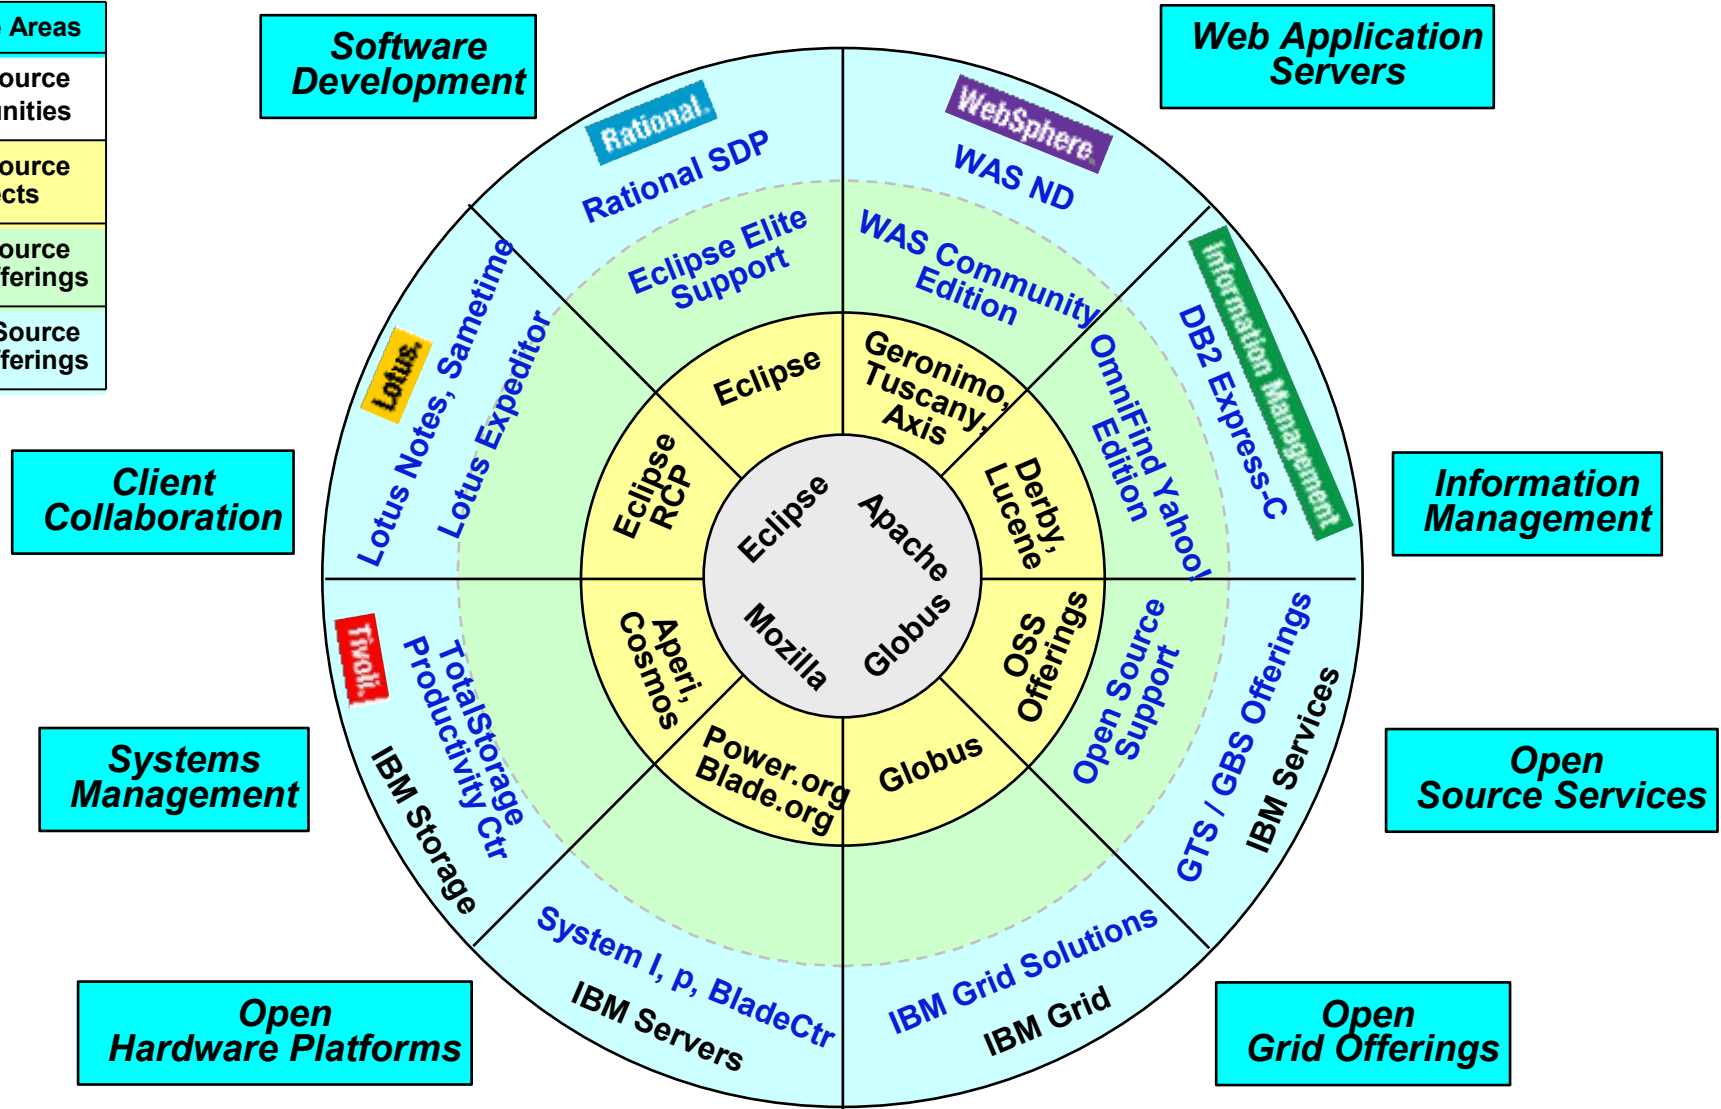 e Areas
ource
unities
ource
ects
ource
fferings
Source
fferings
Software
Development
Web Application
Servers
Rational.
Rational SDP
Eclipse Elite
Support
Eclipse
WebSphere.
WAS ND
WAS Community
Edition
Geronimo,
Tuscany,
Axis
Information Management
DB2 Express-C
OmniFind Yahoo!
Edition
Derby,
Lucene
Lotus.
Lotus Notes, Sametime
Lotus Expeditor
Eclipse
RCP
Client
Collaboration
Information
Management
Eclipse
Apache
Mozilla
Globus
Tivoli.
TotalStorage
Productivity Ctr
IBM Storage
Aperi,
Cosmos
OSS
Offerings
Open Source
Support
GTS / GBS Offerings
IBM Services
Systems
Management
Open
Source Services
Power.org
Blade.org
System I, p, BladeCtr
IBM Servers
Globus
IBM Grid Solutions
IBM Grid
Open
Hardware Platforms
Open
Grid Offerings